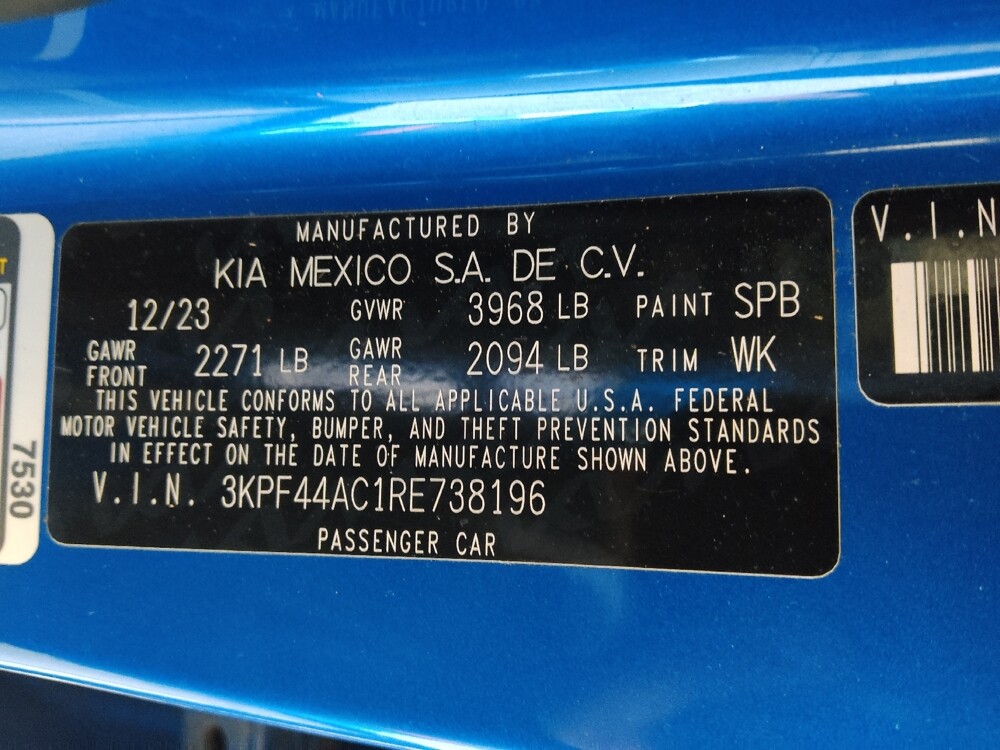 MANUFACTURED BY
KIA MEXICO S.A. DE C.V.
12/23 GVWR 3968 LB PAINT SPB
GAWR FRONT 2271 LB GAWR REAR 2094 LB TRIM WK
THIS VEHICLE CONFORMS TO ALL APPLICABLE U.S.A. FEDERAL
MOTOR VEHICLE SAFETY, BUMPER, AND THEFT PREVENTION STANDARDS
IN EFFECT ON THE DATE OF MANUFACTURE SHOWN ABOVE.
V.I.N. 3KPF44AC1RE738196
PASSENGER CAR
V.I.N
7530
T